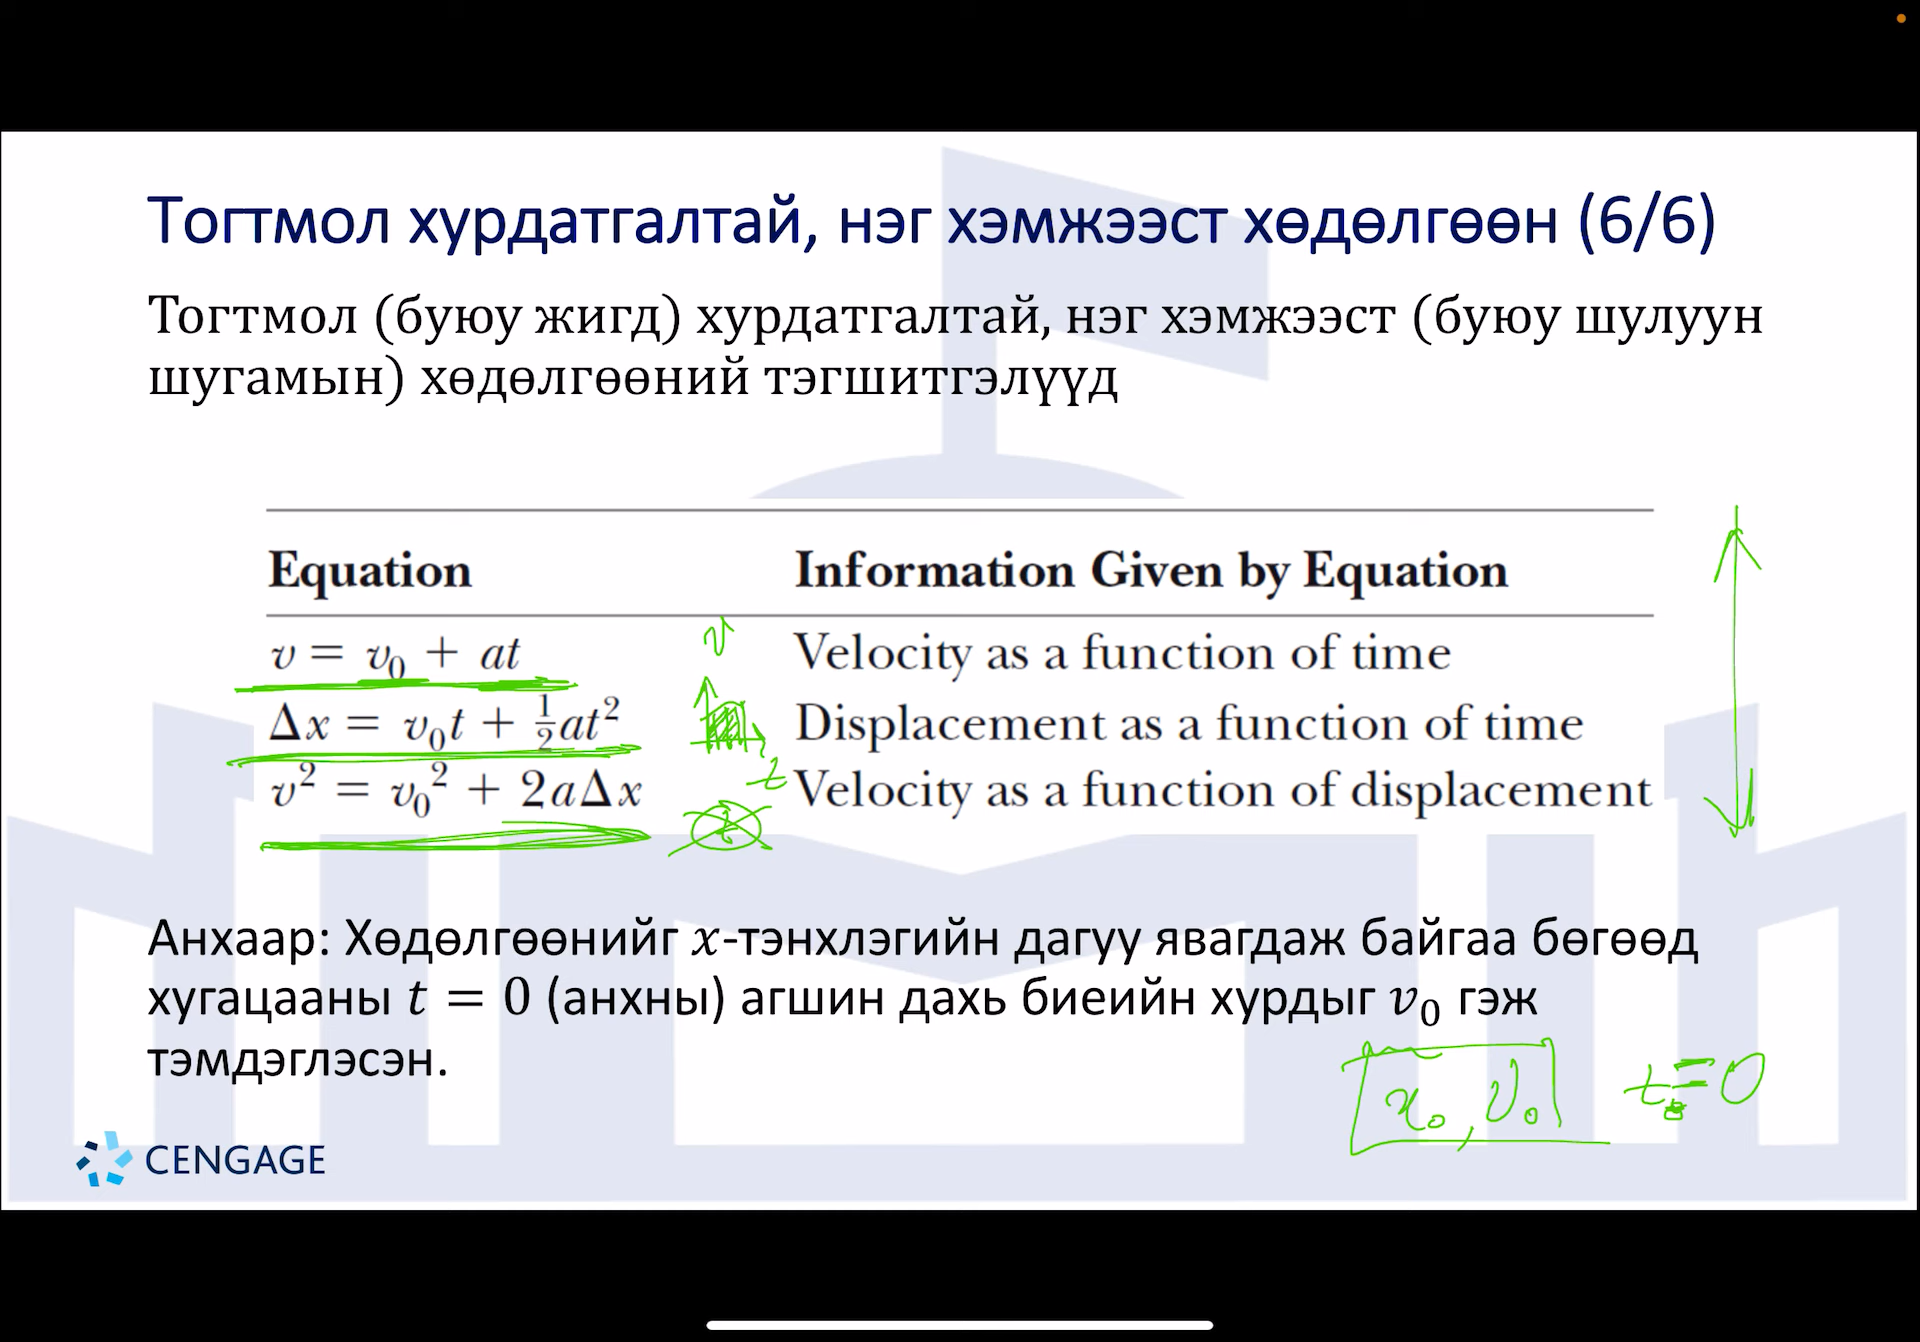 Тогтмол хурдатгалтай, нэг хэмжээст хөдөлгөөн (6/6)
Тогтмол (буюу жигд) хурдатгалтай, нэг хэмжээст (буюу шулуун
шугамын) хөдөлгөөний тэгшитгэлүүд
Equation Information Given by Equation
v = v₀ + at v Velocity as a function of time
Δx = v₀t + ½at² Displacement as a function of time
v² = v₀² + 2aΔx t Velocity as a function of displacement
t
Анхаар: Хөдөлгөөнийг x-тэнхлэгийн дагуу явагдаж байгаа бөгөөд
хугацааны t = 0 (анхны) агшин дахь биеийн хурдыг v₀ гэж
тэмдэглэсэн.
x₀, v₀ t₀=0
CENGAGE